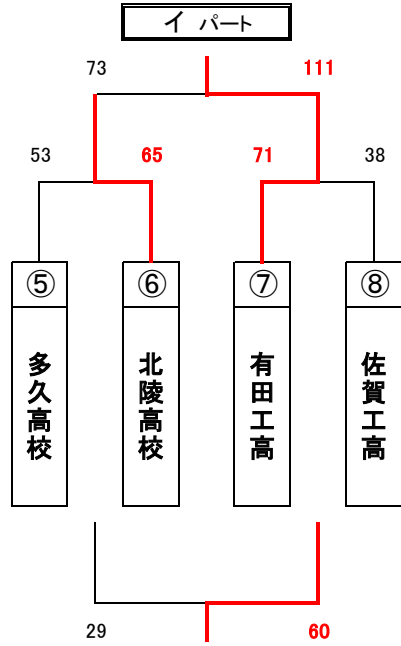 イ パート
73 111
53 65 71 38
⑤ ⑥ ⑦ ⑧
多久高校
北陵高校
有田工高
佐賀工高
29 60